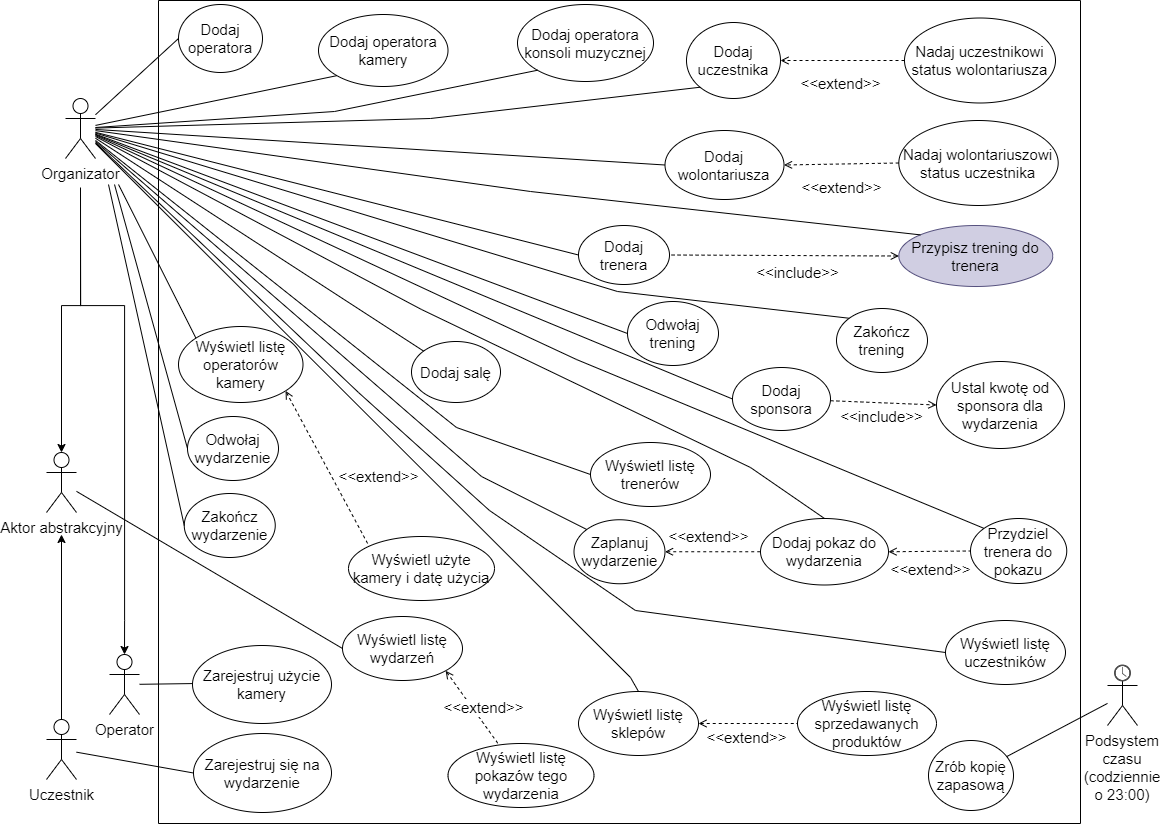 Dodaj
operatora
Dodaj operatora
kamery
Dodaj operatora
konsoli muzycznej
Dodaj
uczestnika
<<extend>>
Nadaj uczestnikowi
status wolontariusza
Organizator
Dodaj
wolontariusza
<<extend>>
Nadaj wolontariuszowi
status uczestnika
Dodaj
trenera
<<include>>
Przypisz trening do
trenera
Odwołaj
trening
Zakończ
trening
Wyświetl listę
operatorów
kamery
Dodaj salę
Dodaj
sponsora
<<include>>
Ustal kwotę od
sponsora dla
wydarzenia
Odwołaj
wydarzenie
<<extend>>
Wyświetl listę
trenerów
Aktor abstrakcyjny
Zakończ
wydarzenie
Wyświetl użyte
kamery i datę użycia
Zaplanuj
wydarzenie
<<extend>>
Dodaj pokaz do
wydarzenia
<<extend>>
Przydziel
trenera do
pokazu
Wyświetl listę
wydarzeń
Wyświetl listę
uczestników
Zarejestruj użycie
kamery
Operator
<<extend>>
Wyświetl listę
sklepów
<<extend>>
Wyświetl listę
sprzedawanych
produktów
Uczestnik
Zarejestruj się na
wydarzenie
Wyświetl listę
pokazów tego
wydarzenia
Zrób kopię
zapasową
Podsystem
czasu
(codziennie
o 23:00)